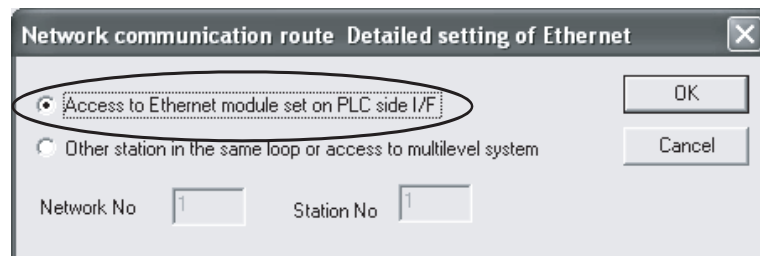 Network communication route Detailed setting of Ethernet
Access to Ethernet module set on PLC side I/F
OK
Other station in the same loop or access to multilevel system
Cancel
Network No 1 Station No 1